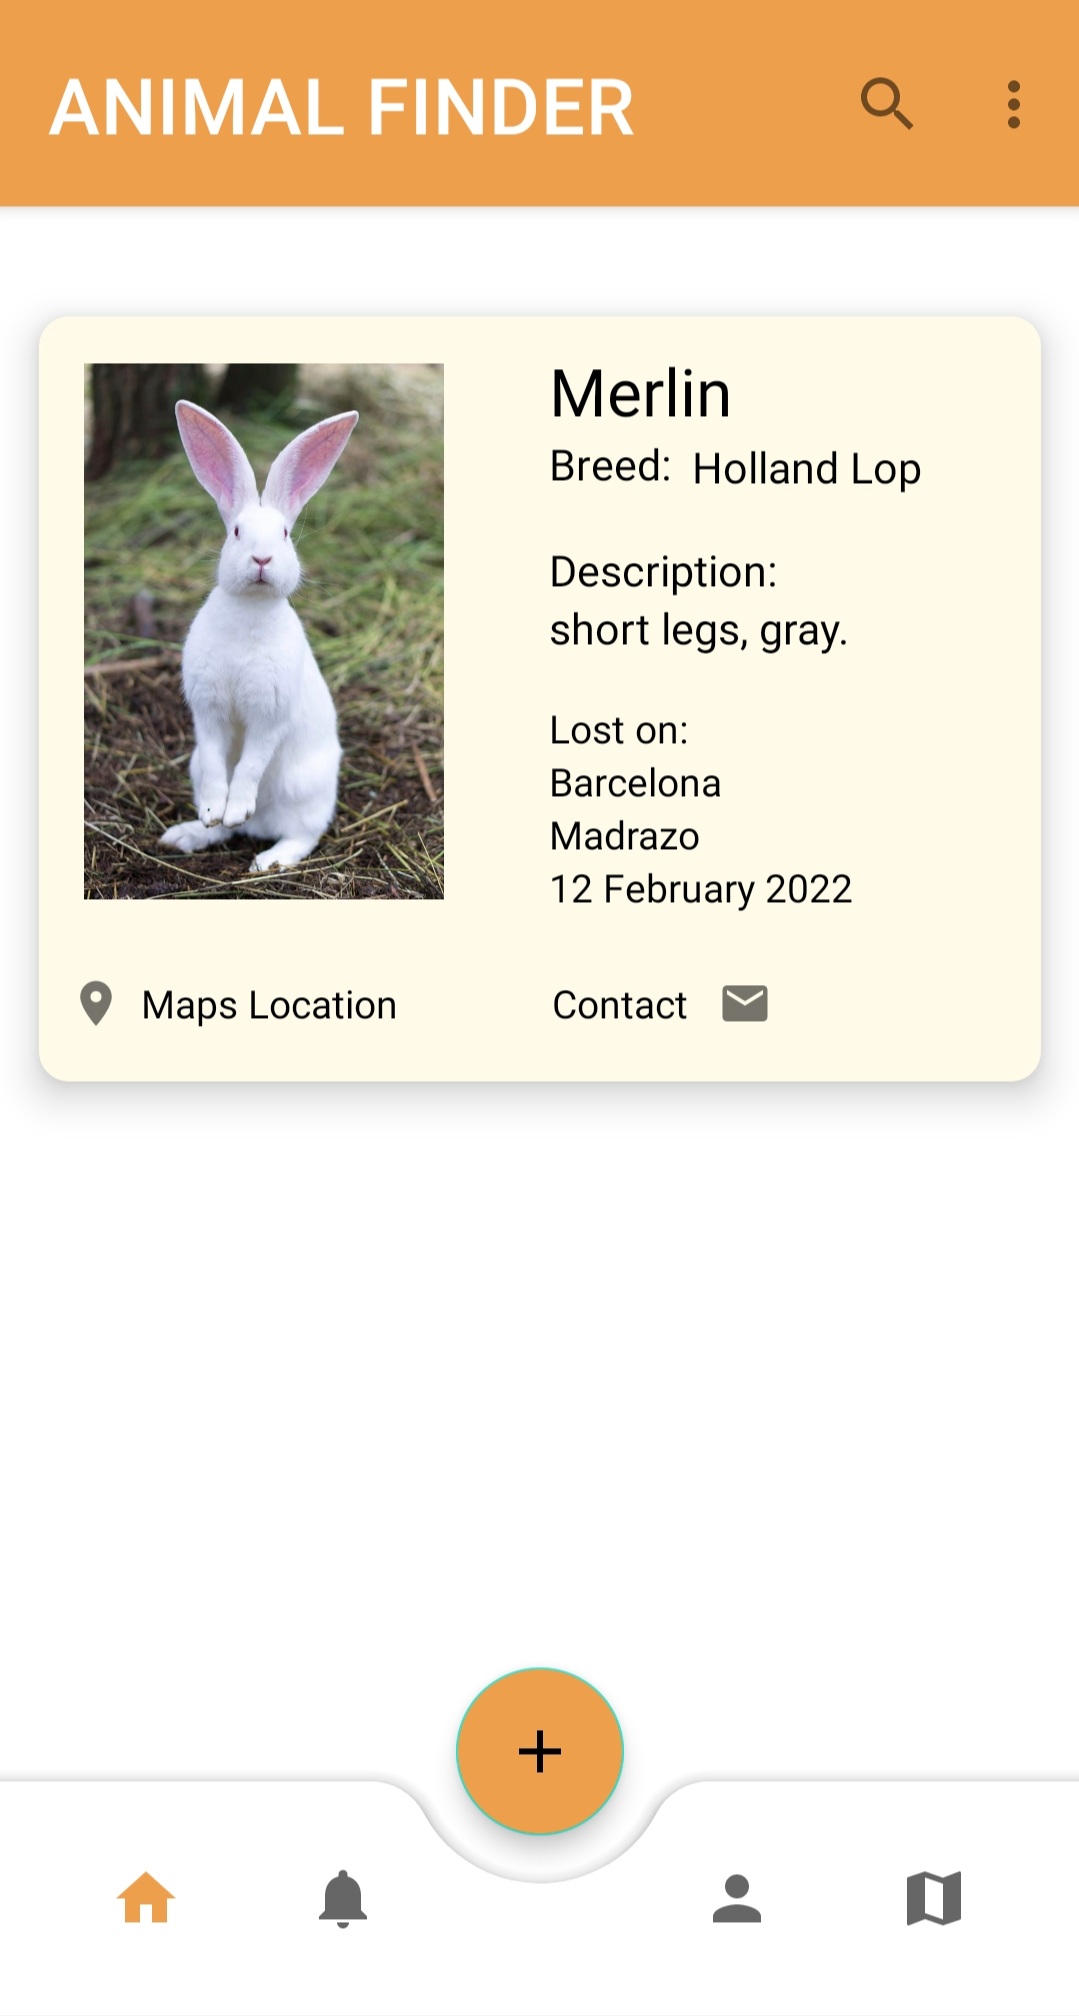 ANIMAL FINDER
Merlin
Breed: Holland Lop
Description:
short legs, gray.
Lost on:
Barcelona
Madrazo
12 February 2022
Maps Location
Contact